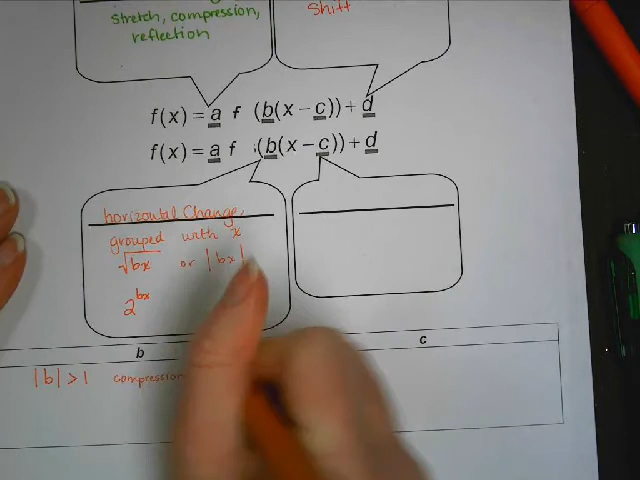 stretch, compression,
reflection
Shift
f(x) = a f (b(x – c)) + d
f(x) = a f (b(x – c)) + d
horizontal Change,
grouped with x
√bx or |bx|
2^bx
b
c
|b| > 1 compression